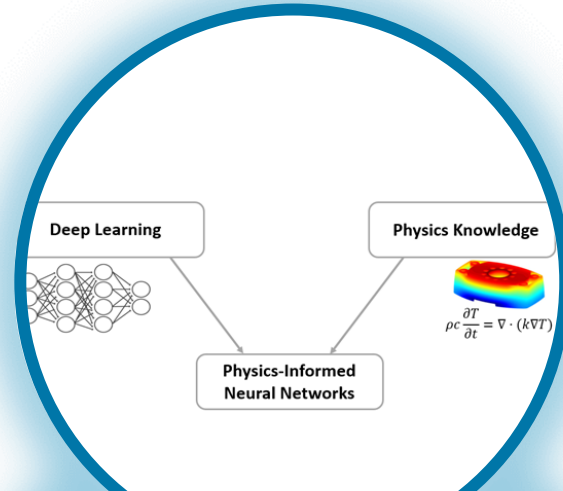 Deep Learning
Physics Knowledge
ρc ∂T/∂t = ∇ · (k∇T)
Physics-Informed
Neural Networks